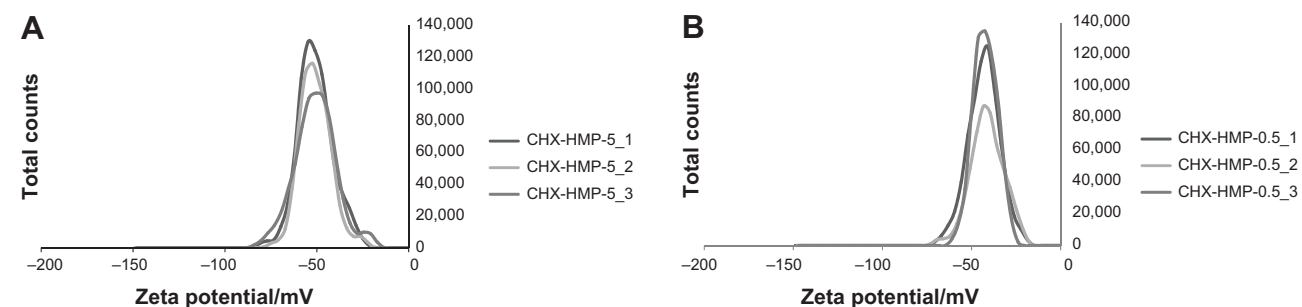 A
Total counts
140,000
120,000
100,000
80,000
60,000
40,000
20,000
0
–200
–150
–100
–50
0
Zeta potential/mV
CHX-HMP-5_1
CHX-HMP-5_2
CHX-HMP-5_3
B
Total counts
140,000
120,000
100,000
80,000
60,000
40,000
20,000
0
–200
–150
–100
–50
0
Zeta potential/mV
CHX-HMP-0.5_1
CHX-HMP-0.5_2
CHX-HMP-0.5_3